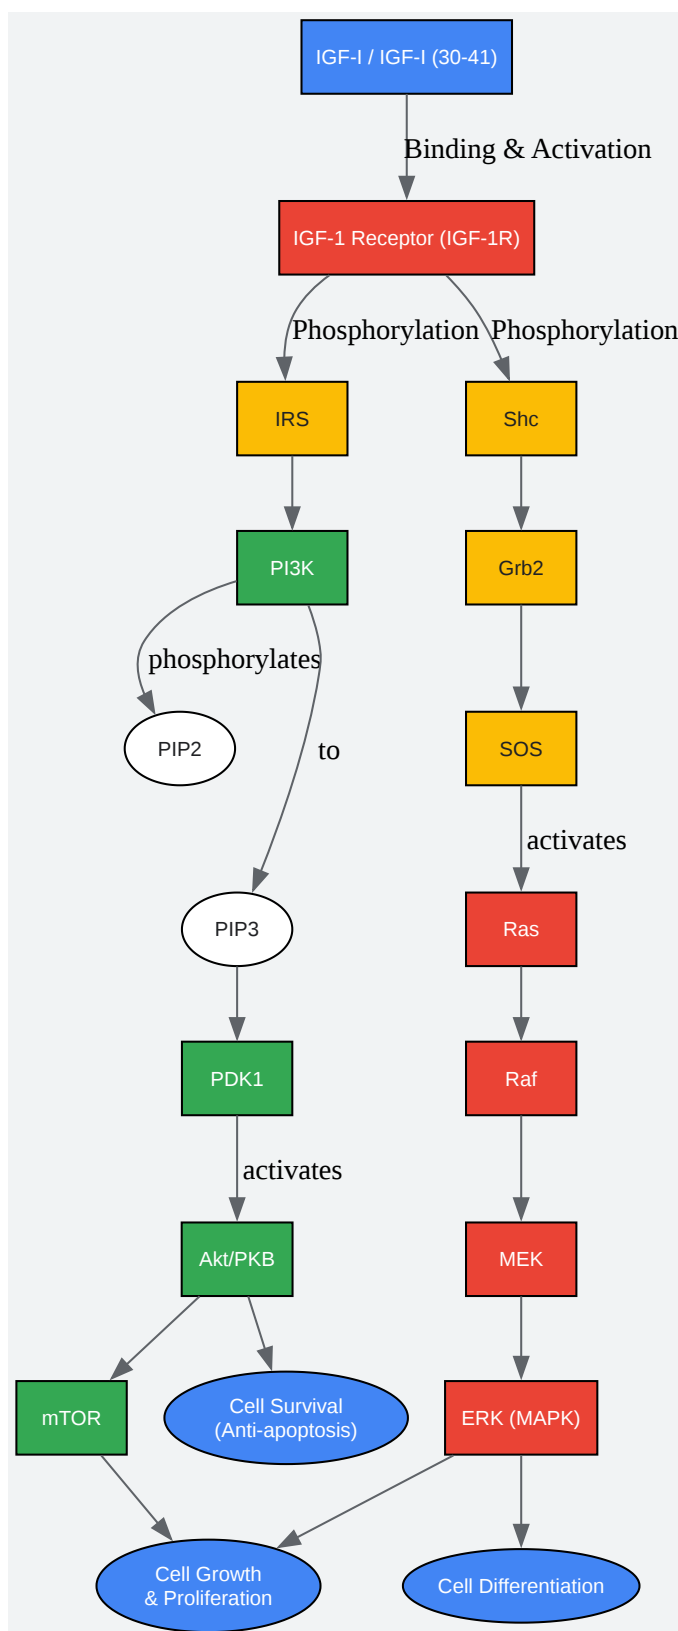 IGF-I / IGF-I (30-41)
Binding & Activation
IGF-1 Receptor (IGF-1R)
Phosphorylation
Phosphorylation
IRS
Shc
PI3K
Grb2
phosphorylates
PIP2
to
SOS
activates
PIP3
Ras
PDK1
Raf
activates
Akt/PKB
MEK
mTOR
Cell Survival
(Anti-apoptosis)
ERK (MAPK)
Cell Growth
& Proliferation
Cell Differentiation